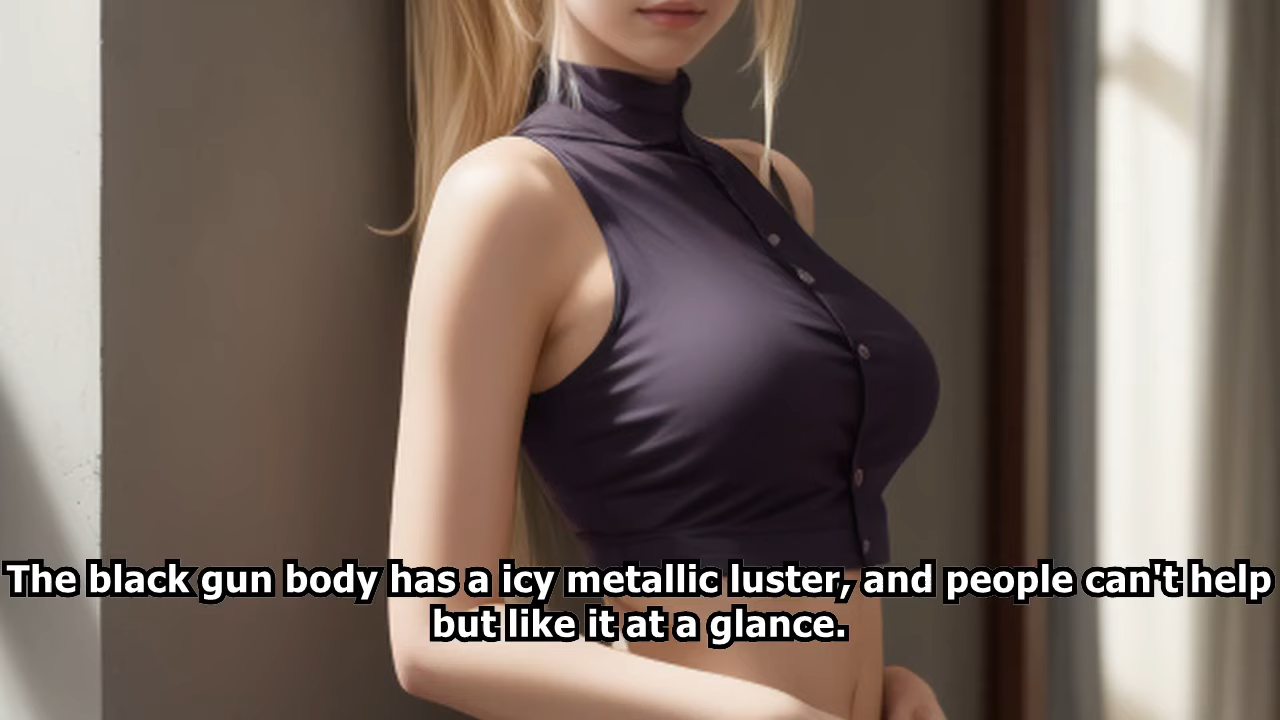 The black gun body has a icy metallic luster, and people can't help
but like it at a glance.